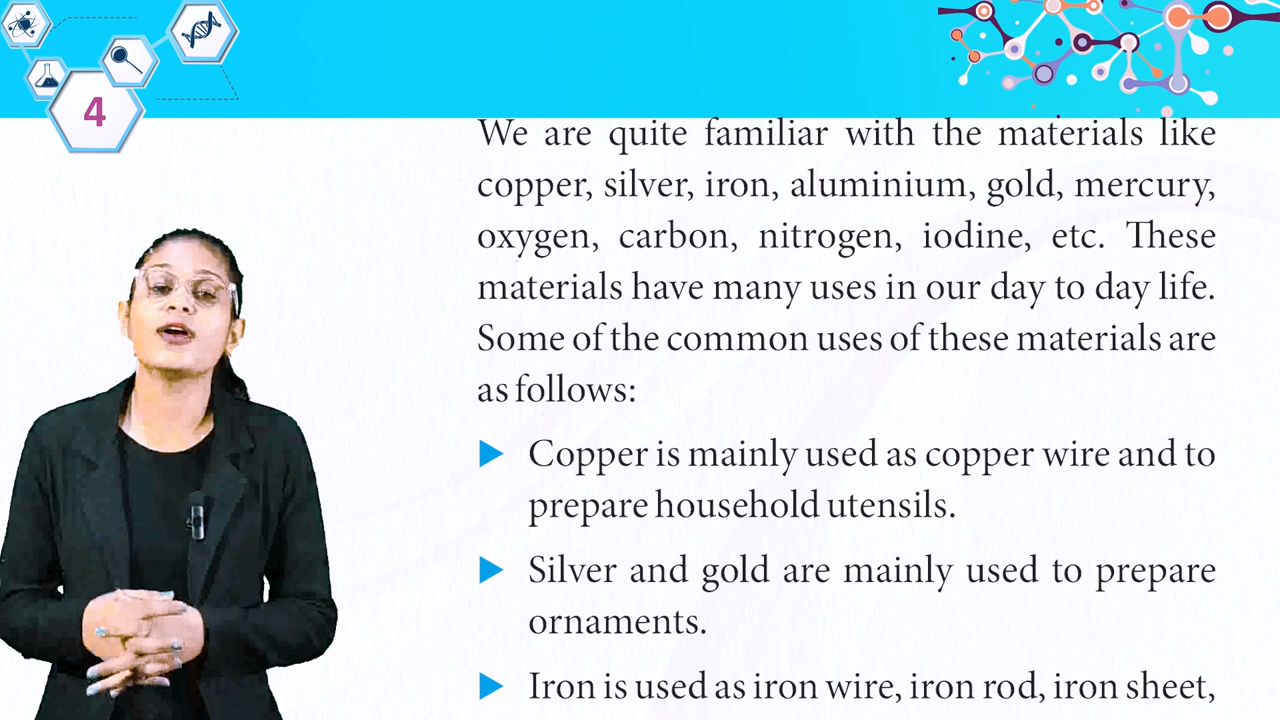 4
We are quite familiar with the materials like
copper, silver, iron, aluminium, gold, mercury,
oxygen, carbon, nitrogen, iodine, etc. These
materials have many uses in our day to day life.
Some of the common uses of these materials are
as follows:
Copper is mainly used as copper wire and to
prepare household utensils.
Silver and gold are mainly used to prepare
ornaments.
Iron is used as iron wire, iron rod, iron sheet,